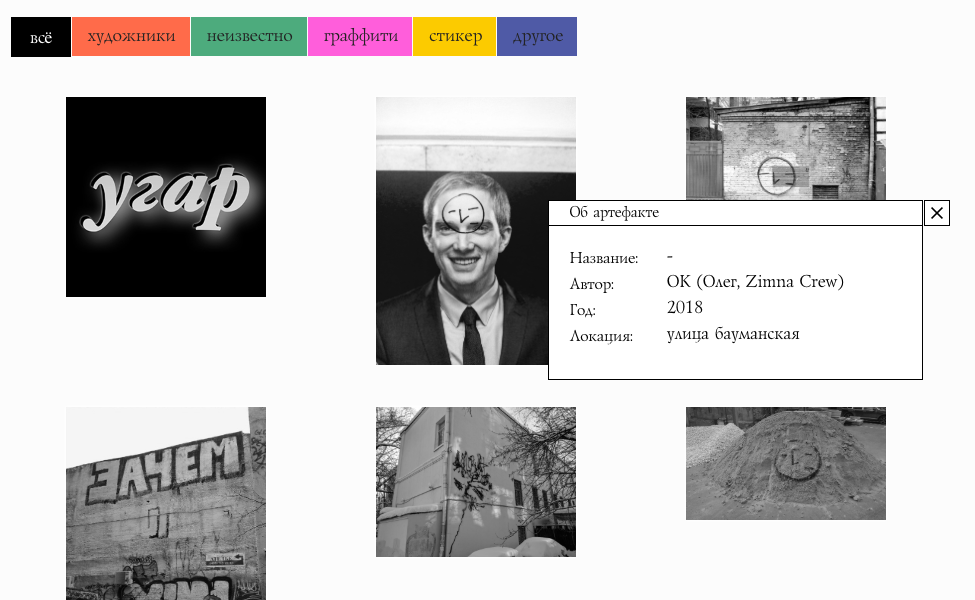 всё
художники
неизвестно
граффити
стикер
другое
угар
Об артефакте
Название: -
Автор: ОК (Олег, Zimna Crew)
Год: 2018
Локация: улица бауманская
ЗАЧЕМ